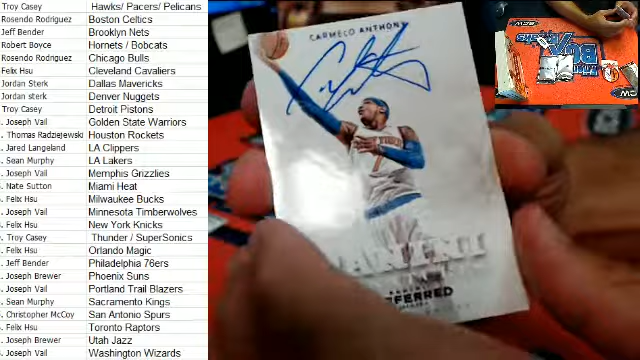 Troy Casey Hawks/ Pacers/ Pelicans
Rosendo Rodriguez Boston Celtics
Jeff Bender Brooklyn Nets
Robert Boyce Hornets / Bobcats
Rosendo Rodriguez Chicago Bulls
Felix Hsu Cleveland Cavaliers
Jordan Sterk Dallas Mavericks
Jordan sterk Denver Nuggets
Troy Casey Detroit Pistons
Joseph Vail Golden State Warriors
Thomas Radziejewski Houston Rockets
Jared Langeland LA Clippers
Sean Murphy LA Lakers
Joseph Vail Memphis Grizzlies
Nate Sutton Miami Heat
Felix Hsu Milwaukee Bucks
Joseph Vail Minnesota Timberwolves
Felix Hsu New York Knicks
Troy Casey Thunder / SuperSonics
Felix Hsu Orlando Magic
Jeff Bender Philadelphia 76ers
Joseph Brewer Phoenix Suns
Joseph Vail Portland Trail Blazers
Sean Murphy Sacramento Kings
Christopher McCoy San Antonio Spurs
Felix Hsu Toronto Raptors
Joseph Brewer Utah Jazz
Joseph Vail Washington Wizards
CARMELO ANTHONY
7